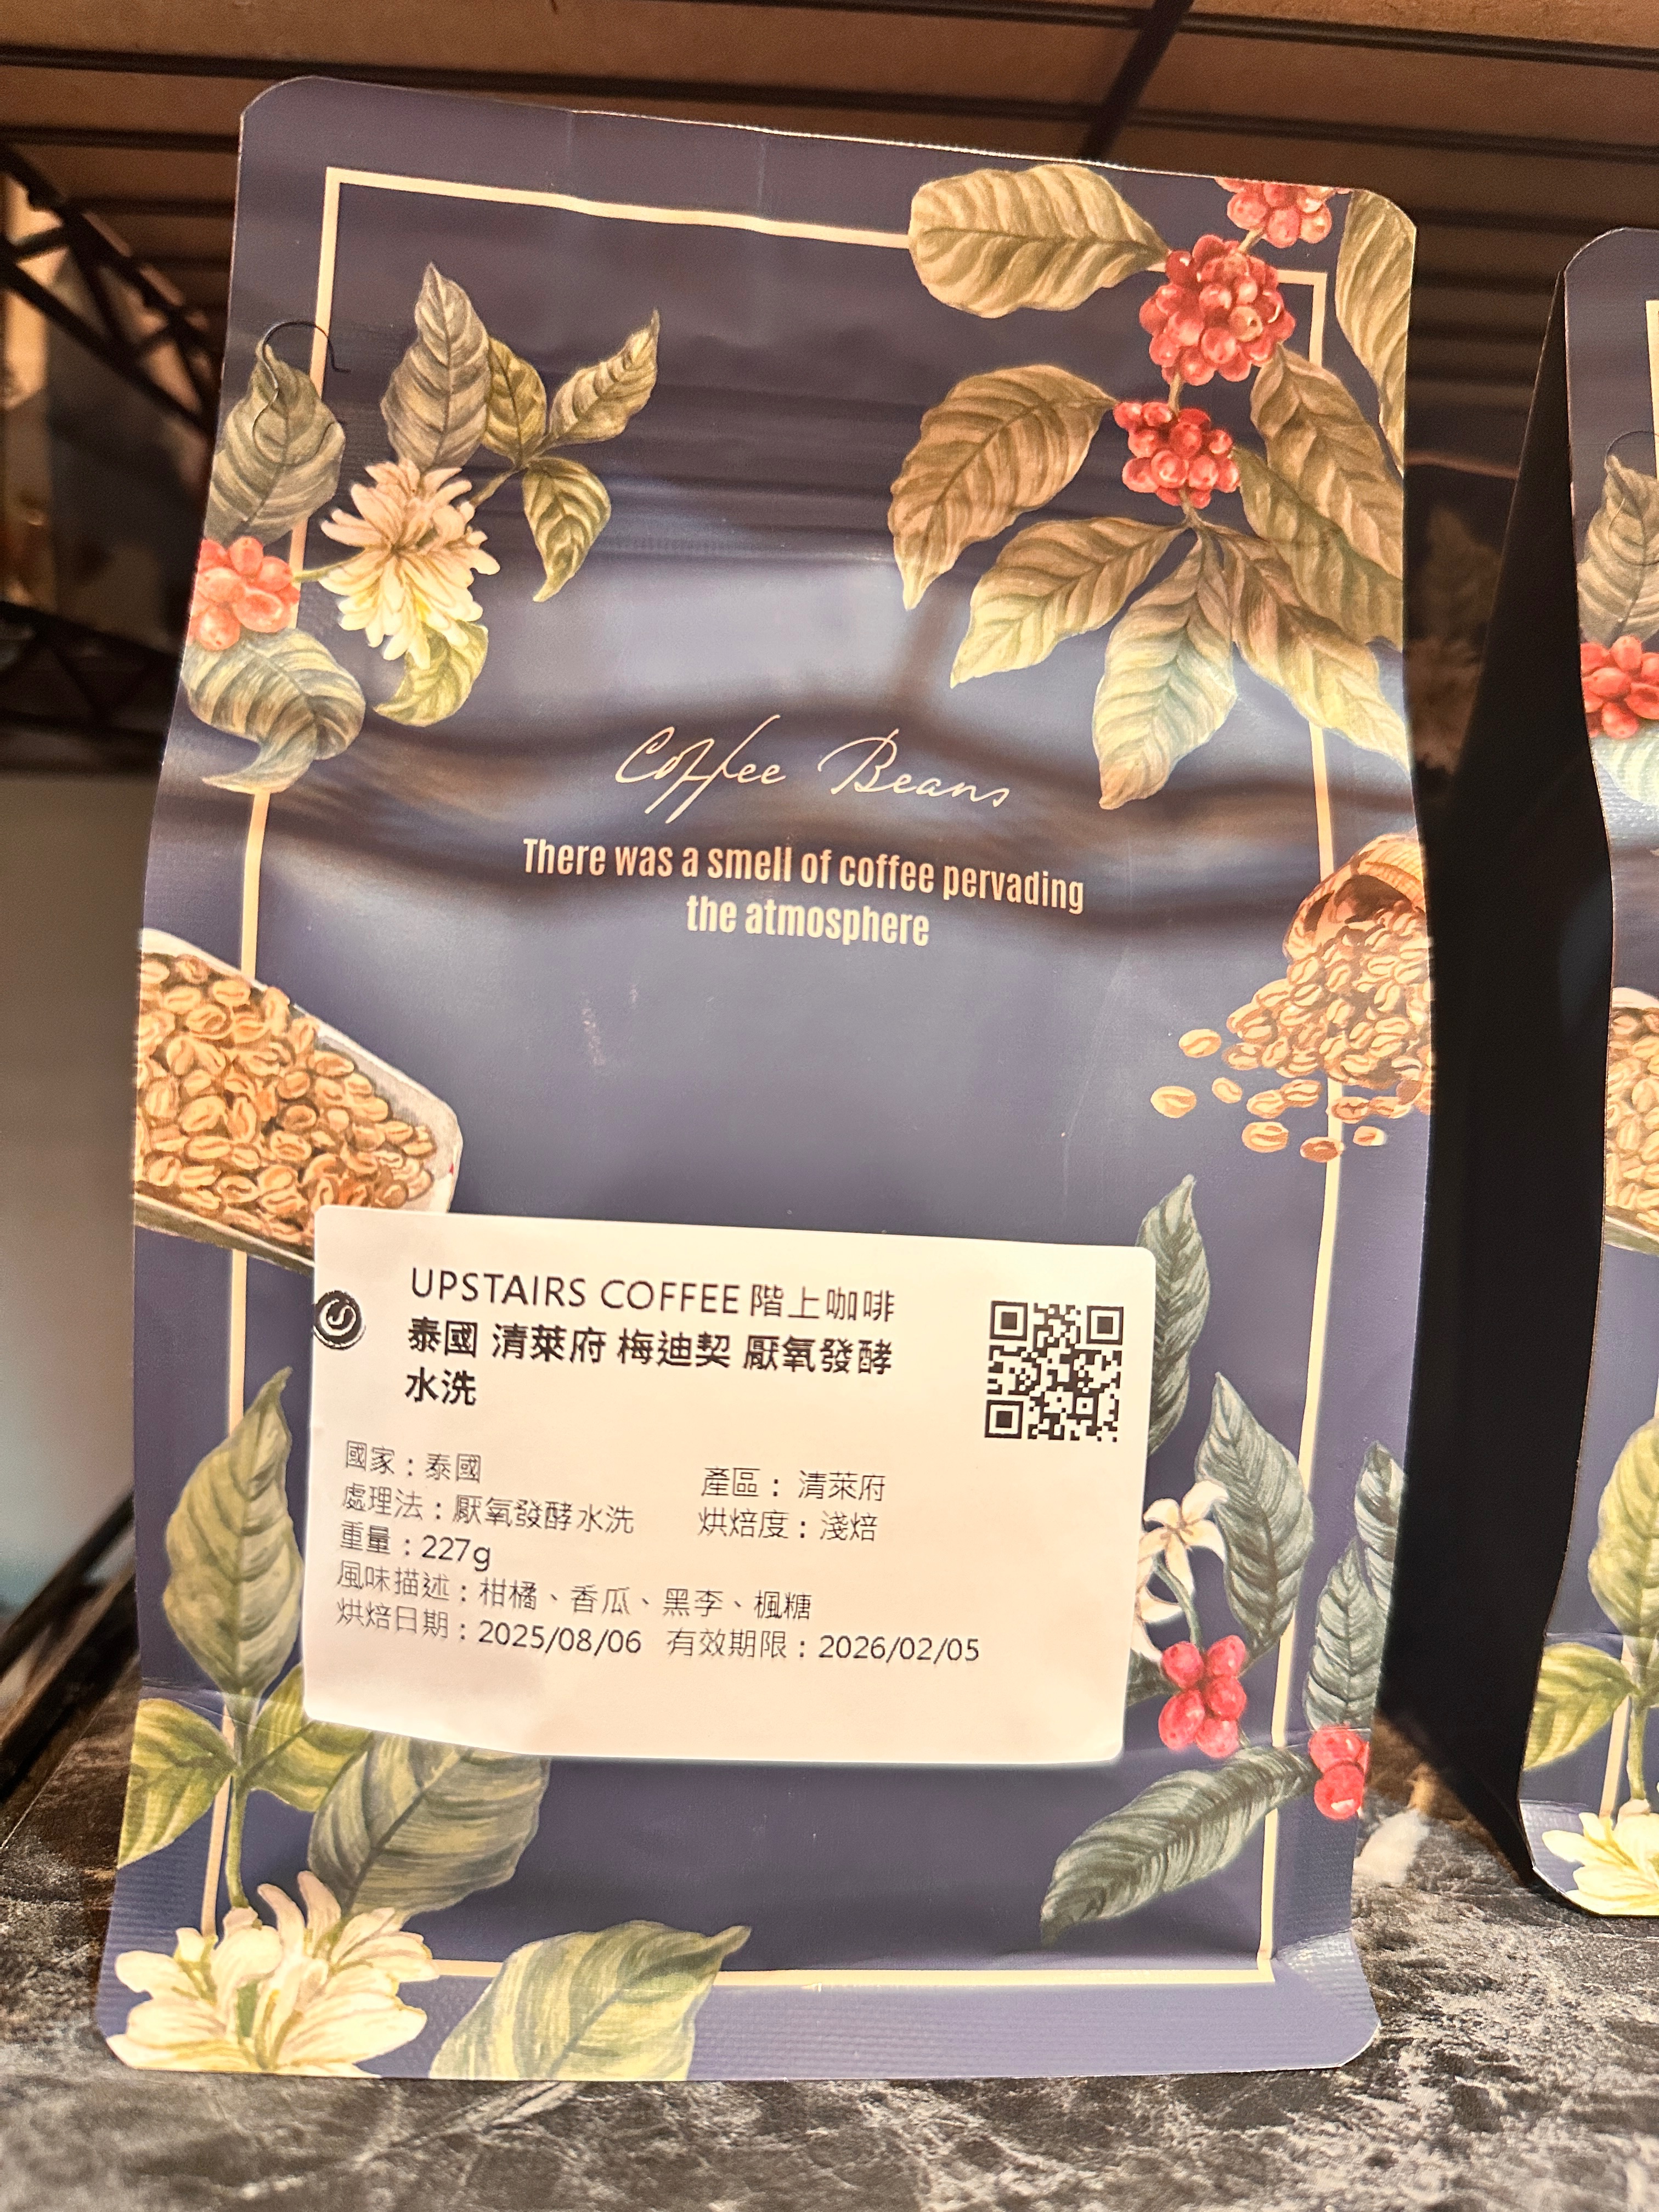 Coffee Beans
There was a smell of coffee pervading
the atmosphere
UPSTAIRS COFFEE 階上咖啡
泰國 清萊府 梅迪契 厭氧發酵
水洗
國家：泰國 產區： 清萊府
處理法：厭氧發酵水洗 烘焙度：淺焙
重量：227g
風味描述：柑橘、香瓜、黑李、楓糖
烘焙日期：2025/08/06 有效期限：2026/02/05